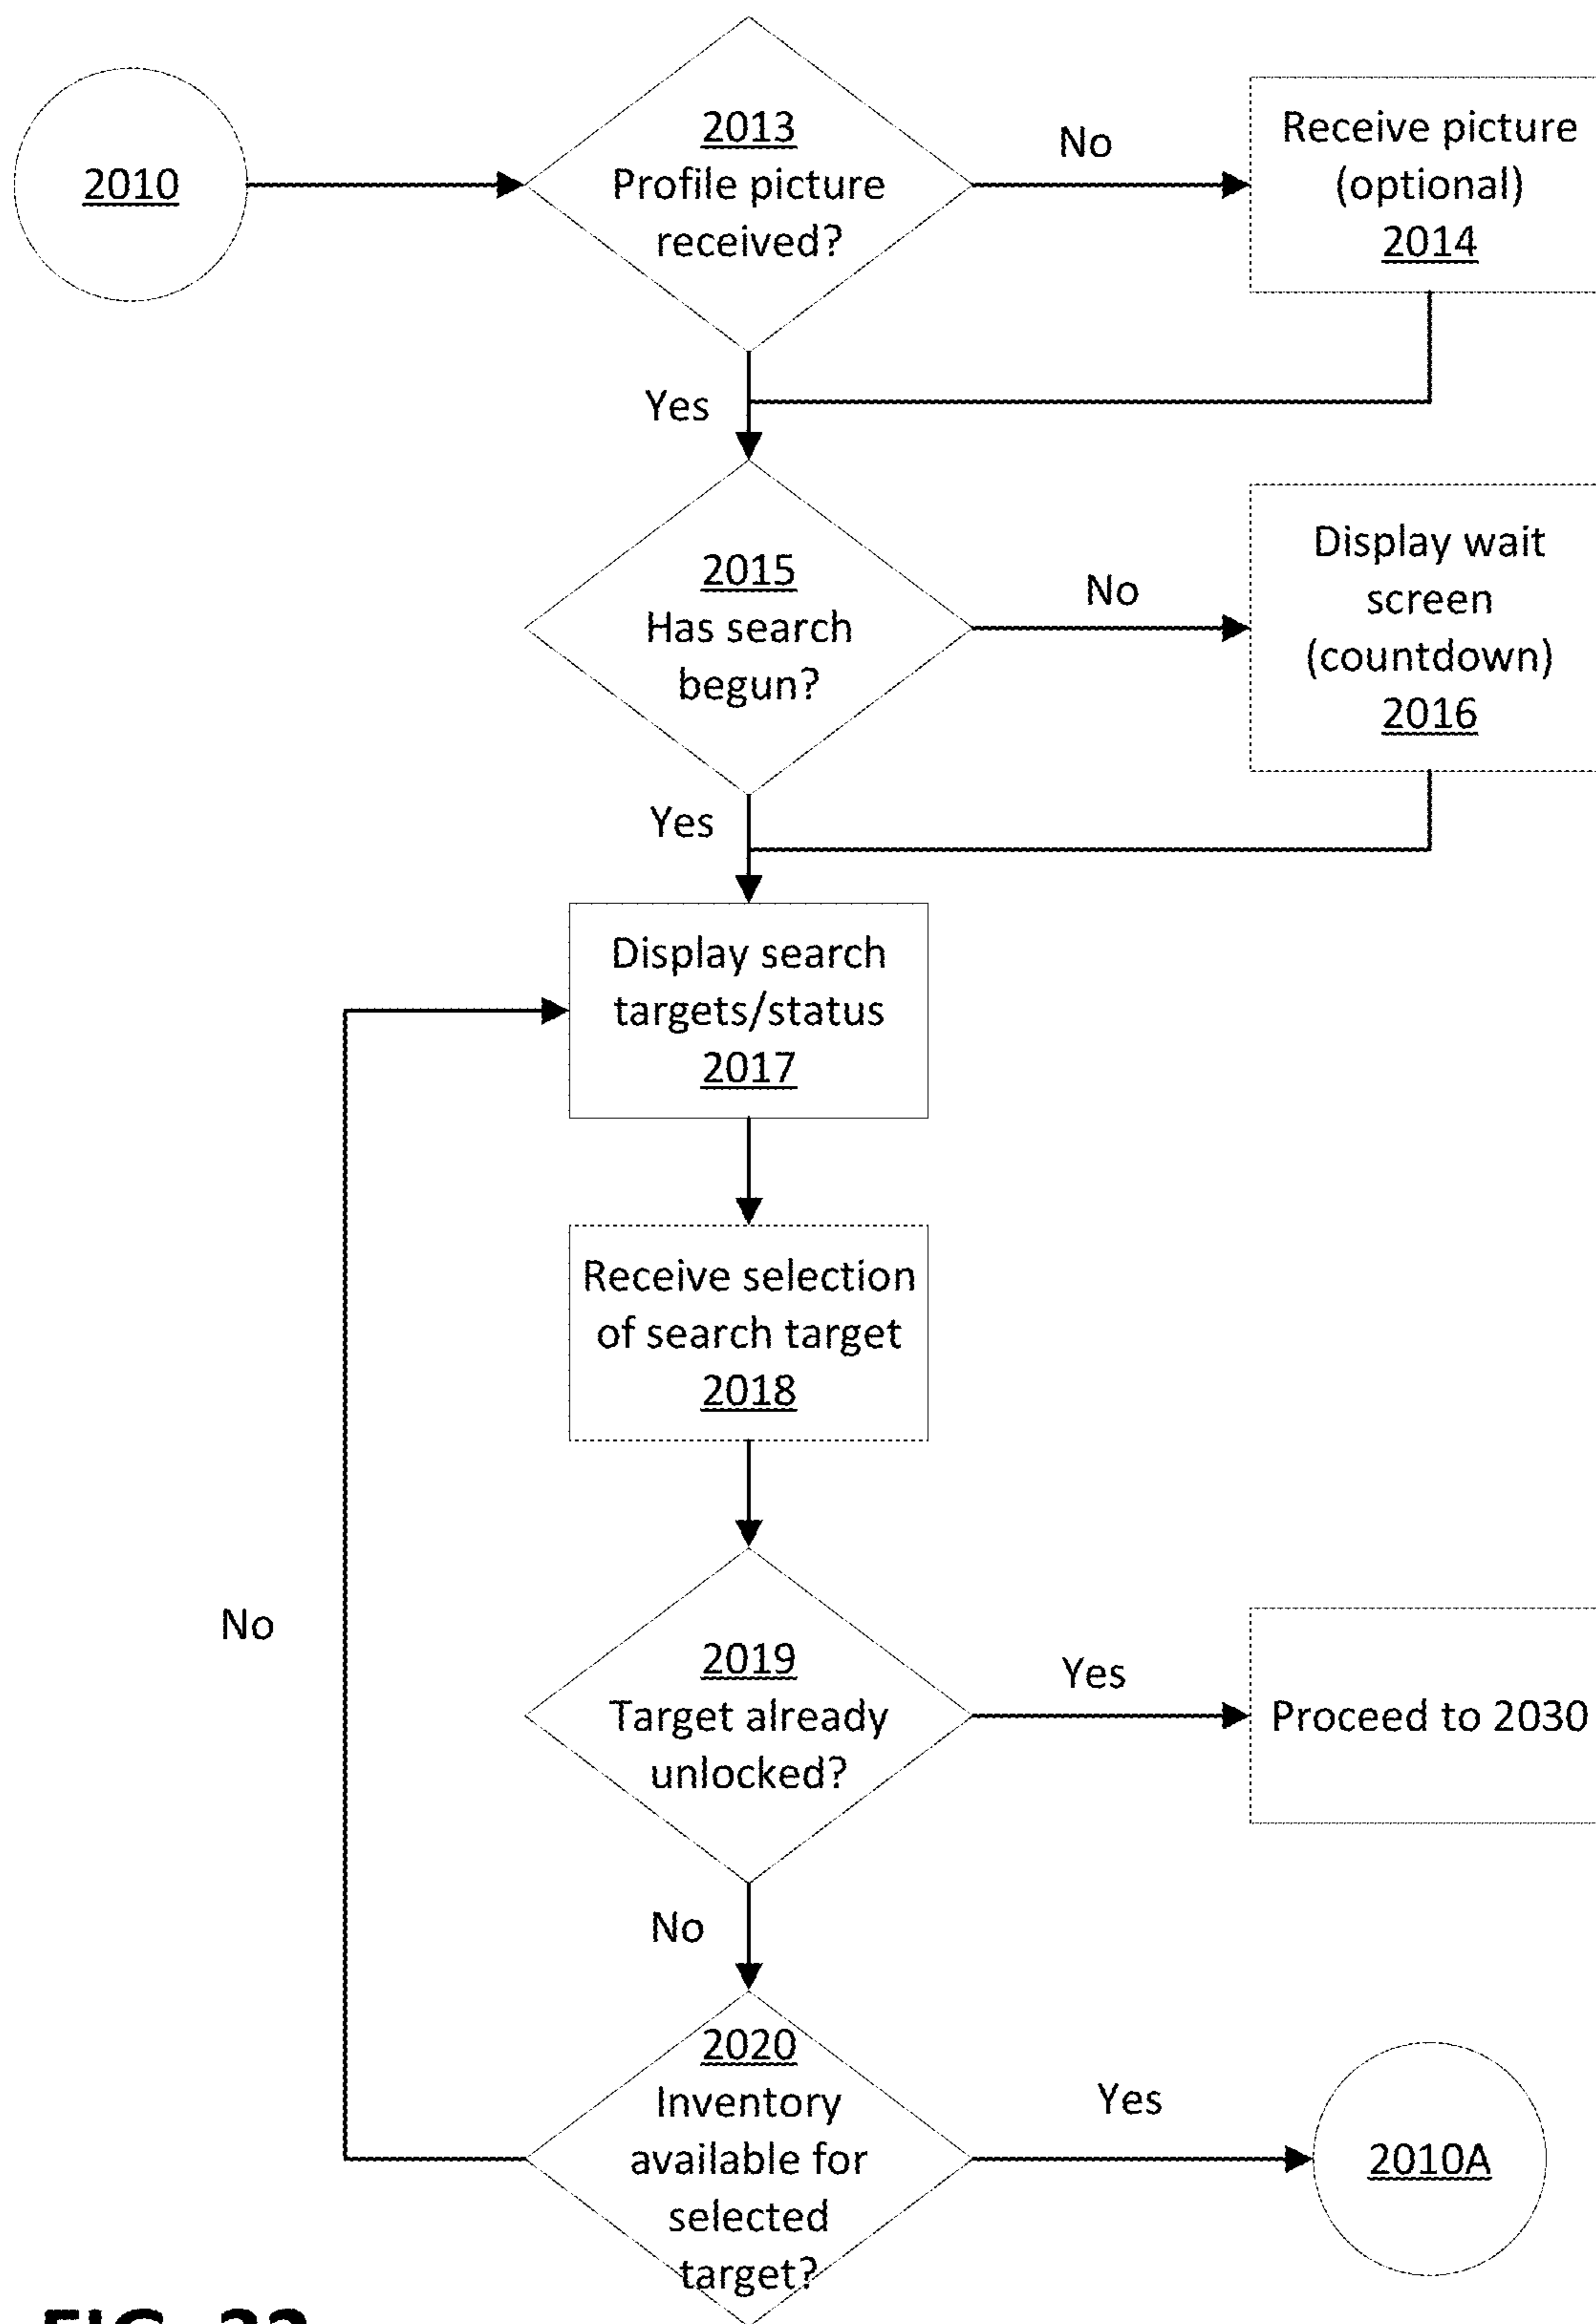 2010
2013
Profile picture
received?
No
Receive picture
(optional)
2014
Yes
2015
Has search
begun?
No
Display wait
screen
(countdown)
2016
Yes
Display search
targets/status
2017
Receive selection
of search target
2018
No
2019
Target already
unlocked?
Yes
Proceed to 2030
No
2020
Inventory
available for
selected
target?
Yes
2010A